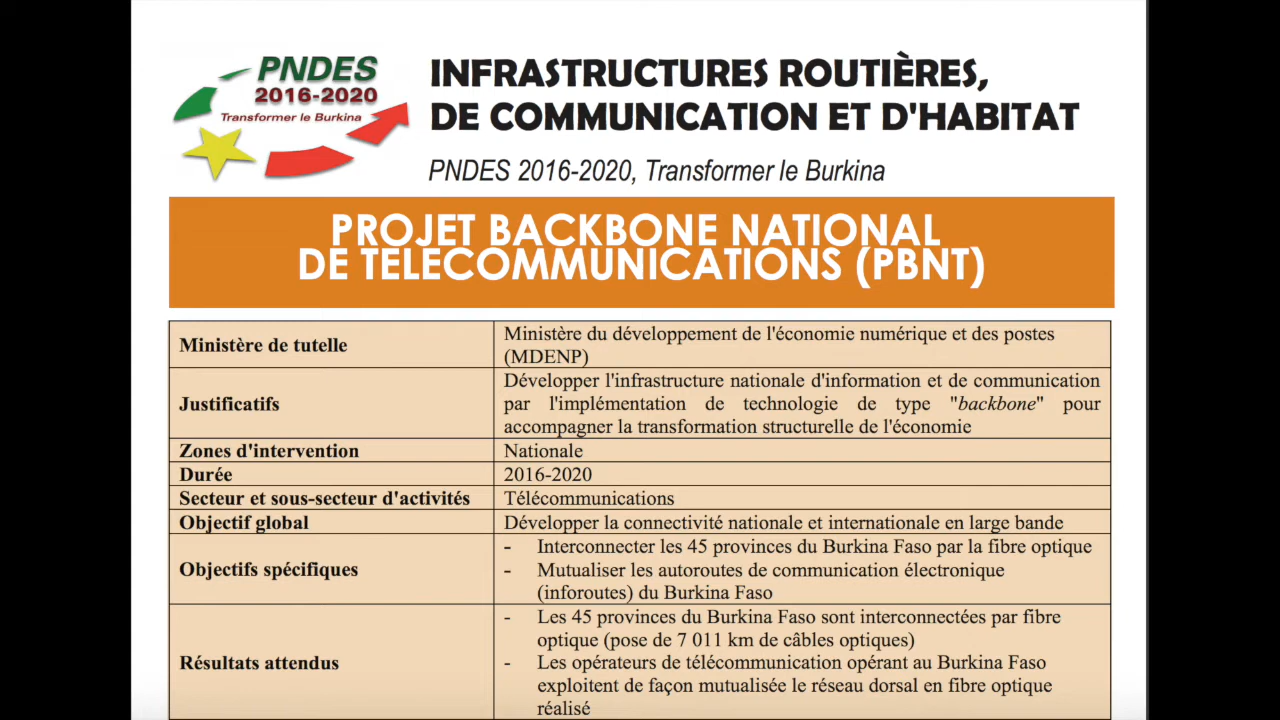 PNDES
2016-2020
Transformer le Burkina
INFRASTRUCTURES ROUTIÈRES,
DE COMMUNICATION ET D'HABITAT
PNDES 2016-2020, Transformer le Burkina
PROJET BACKBONE NATIONAL
DE TELECOMMUNICATIONS (PBNT)
Ministère de tutelle
Ministère du développement de l'économie numérique et des postes
(MDENP)
Justificatifs
Développer l'infrastructure nationale d'information et de communication
par l'implémentation de technologie de type "backbone" pour
accompagner la transformation structurelle de l'économie
Zones d'intervention
Nationale
Durée
2016-2020
Secteur et sous-secteur d'activités
Télécommunications
Objectif global
Développer la connectivité nationale et internationale en large bande
Objectifs spécifiques
- Interconnecter les 45 provinces du Burkina Faso par la fibre optique
- Mutualiser les autoroutes de communication électronique
(inforoutes) du Burkina Faso
Résultats attendus
- Les 45 provinces du Burkina Faso sont interconnectées par fibre
optique (pose de 7 011 km de câbles optiques)
- Les opérateurs de télécommunication opérant au Burkina Faso
exploitent de façon mutualisée le réseau dorsal en fibre optique
réalisé